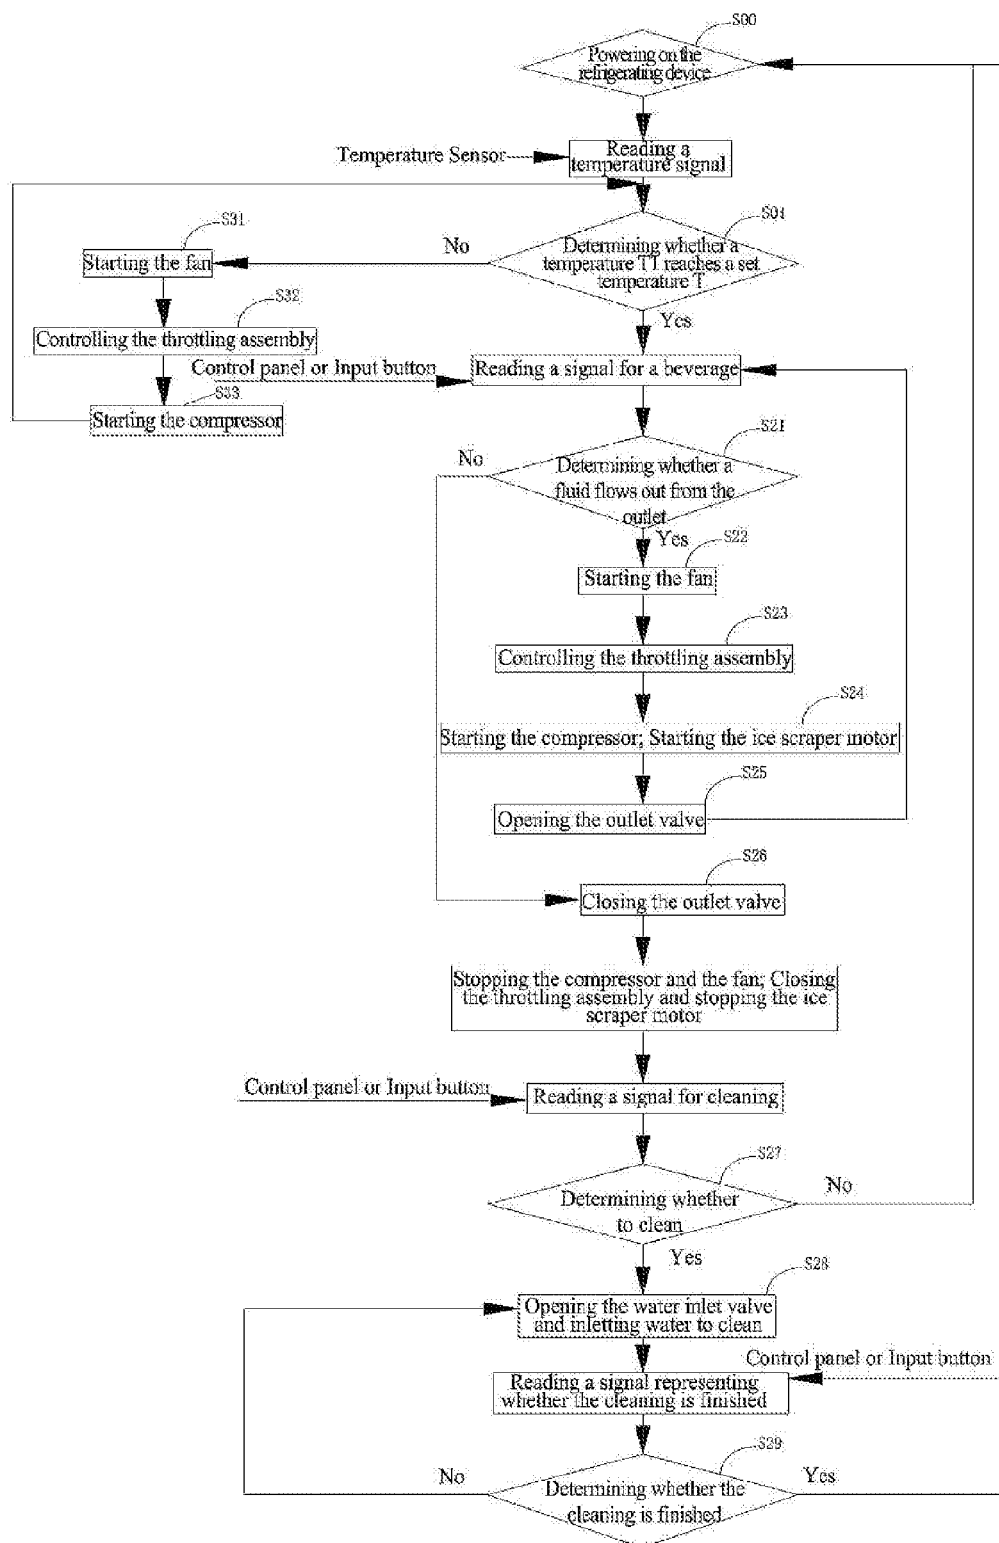 S00
Powering on the
refrigerating device
Temperature Sensor
Reading a
temperature signal
S01
Determining whether a
temperature T1 reaches a set
temperature T
No
S31
Starting the fan
S32
Controlling the throttling assembly
S33
Starting the compressor
Yes
Control panel or Input button
Reading a signal for a beverage
S21
Determining whether a
fluid flows out from the
outlet
No
Yes
S22
Starting the fan
S23
Controlling the throttling assembly
S24
Starting the compressor; Starting the ice scraper motor
S25
Opening the outlet valve
S26
Closing the outlet valve
Stopping the compressor and the fan; Closing
the throttling assembly and stopping the ice
scraper motor
Control panel or Input button
Reading a signal for cleaning
S27
Determining whether
to clean
No
Yes
S28
Opening the water inlet valve
and inletting water to clean
Control panel or Input button
Reading a signal representing
whether the cleaning is finished
S29
Determining whether the
cleaning is finished
No
Yes